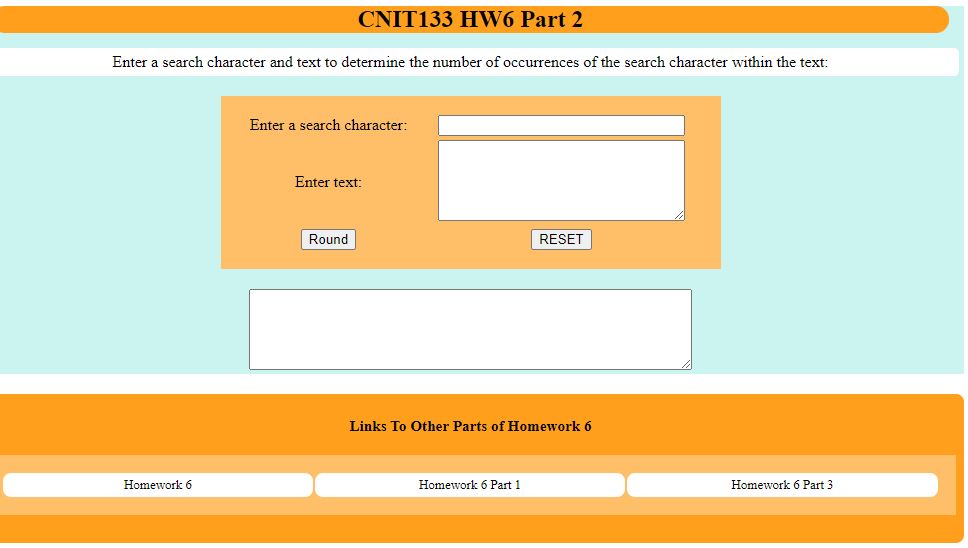 CNIT133 HW6 Part 2
Enter a search character and text to determine the number of occurrences of the search character within the text:
Enter a search character:
Enter text:
Round RESET
Links To Other Parts of Homework 6
Homework 6 Homework 6 Part 1 Homework 6 Part 3